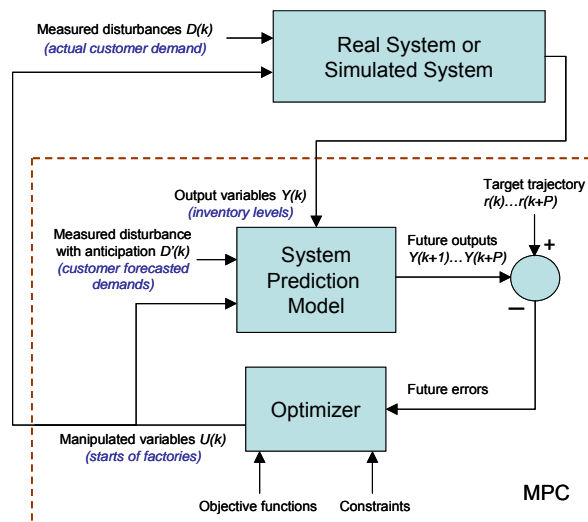 Measured disturbances D(k)
(actual customer demand)
Real System or
Simulated System
Target trajectory
r(k)...r(k+P)
Output variables Y(k)
(inventory levels)
Measured disturbance
with anticipation D'(k)
(customer forecasted
demands)
System
Prediction
Model
Future outputs
Y(k+1)...Y(k+P)
+
−
Optimizer
Future errors
Manipulated variables U(k)
(starts of factories)
Objective functions
Constraints
MPC